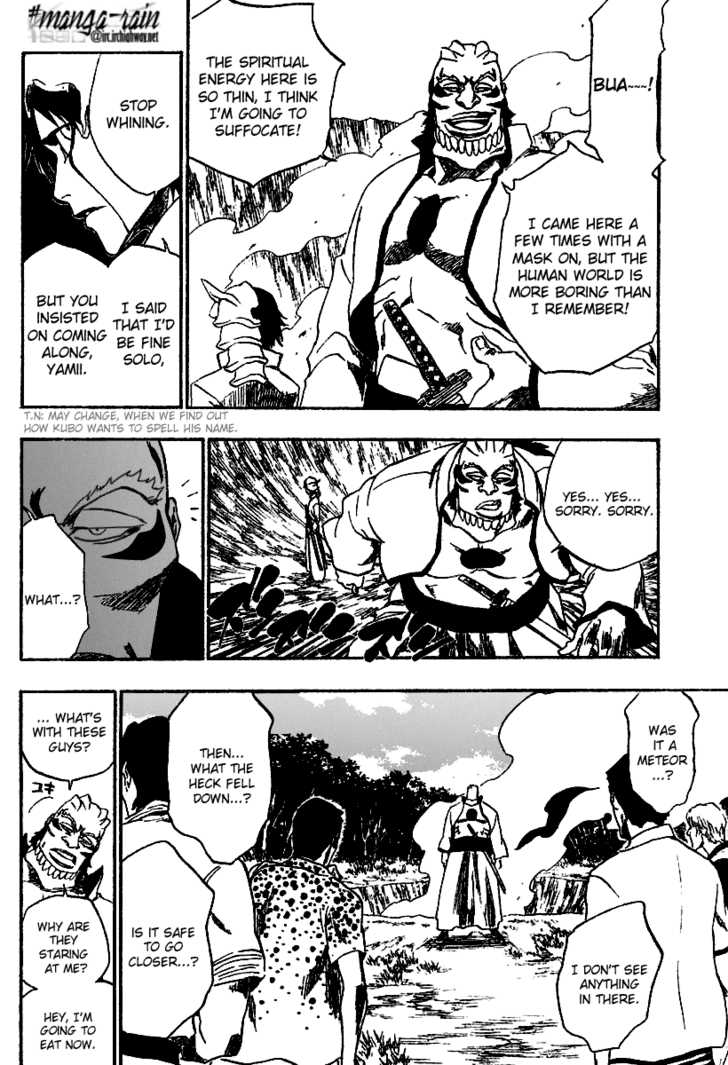 #manga-rain
@irc.irchighway.net
BUA~~~!
THE SPIRITUAL
ENERGY HERE IS
SO THIN, I THINK
I'M GOING TO
SUFFOCATE!
I CAME HERE A
FEW TIMES WITH A
MASK ON, BUT THE
HUMAN WORLD IS
MORE BORING THAN
I REMEMBER!
STOP
WHINING.
I SAID
THAT I'D
BE FINE
SOLO,
BUT YOU
INSISTED
ON COMING
ALONG,
YAMII.
T.N: MAY CHANGE, WHEN WE FIND OUT
HOW KUBO WANTS TO SPELL HIS NAME.
YES... YES...
SORRY. SORRY.
WHAT...?
WAS
IT A
METEOR
...?
THEN...
WHAT THE
HECK FELL
DOWN...?
I DON'T SEE
ANYTHING
IN THERE.
IS IT SAFE
TO GO
CLOSER...?
... WHAT'S
WITH THESE
GUYS?
WHY ARE
THEY
STARING
AT ME?
HEY, I'M
GOING TO
EAT NOW.